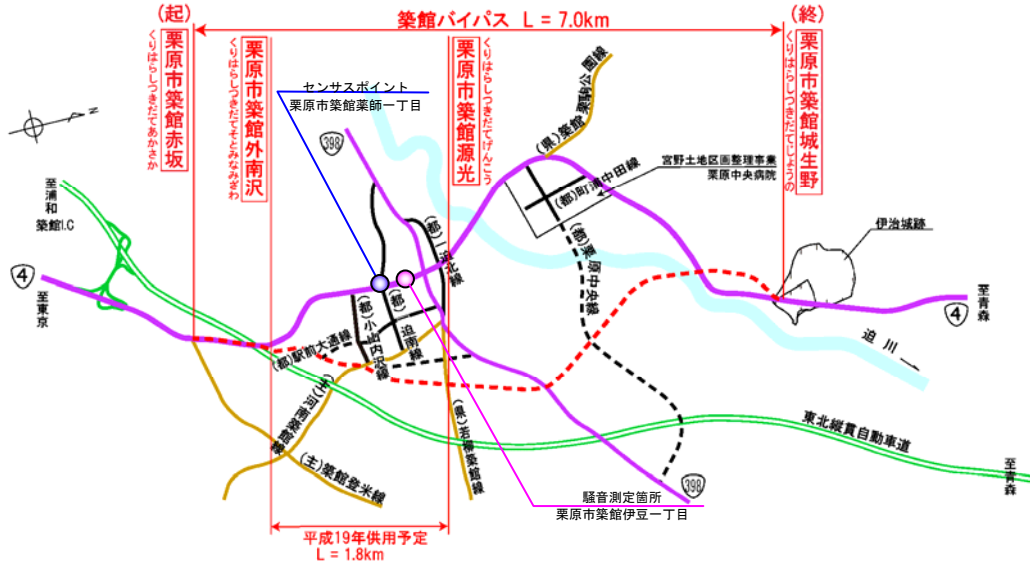 築館バイパス L = 7.0km
(起)
栗原市築館赤坂
くりはらしつきだてあかさか
栗原市築館外南沢
くりはらしつきだてそとみなみざわ
センサスポイント
栗原市築館薬師一丁目
栗原市築館源光
くりはらしつきだてげんこう
(終)
栗原市築館城生野
くりはらしつきだてじょうの
N
398
(県)築館栗駒公園線
宮野土地区画整理事業
栗原中央病院
(都)町浦中田線
(都)栗原中央線
伊治城跡
至浦和
築館I.C
4
至東京
(都)駅前大通線
(都)小山内沢線
(都)迫南線
至青森
4
迫川
(主)河南築館線
(主)築館登米線
(県)若柳築館線
東北縦貫自動車道
至青森
398
騒音測定箇所
栗原市築館伊豆一丁目
平成19年供用予定
L = 1.8km